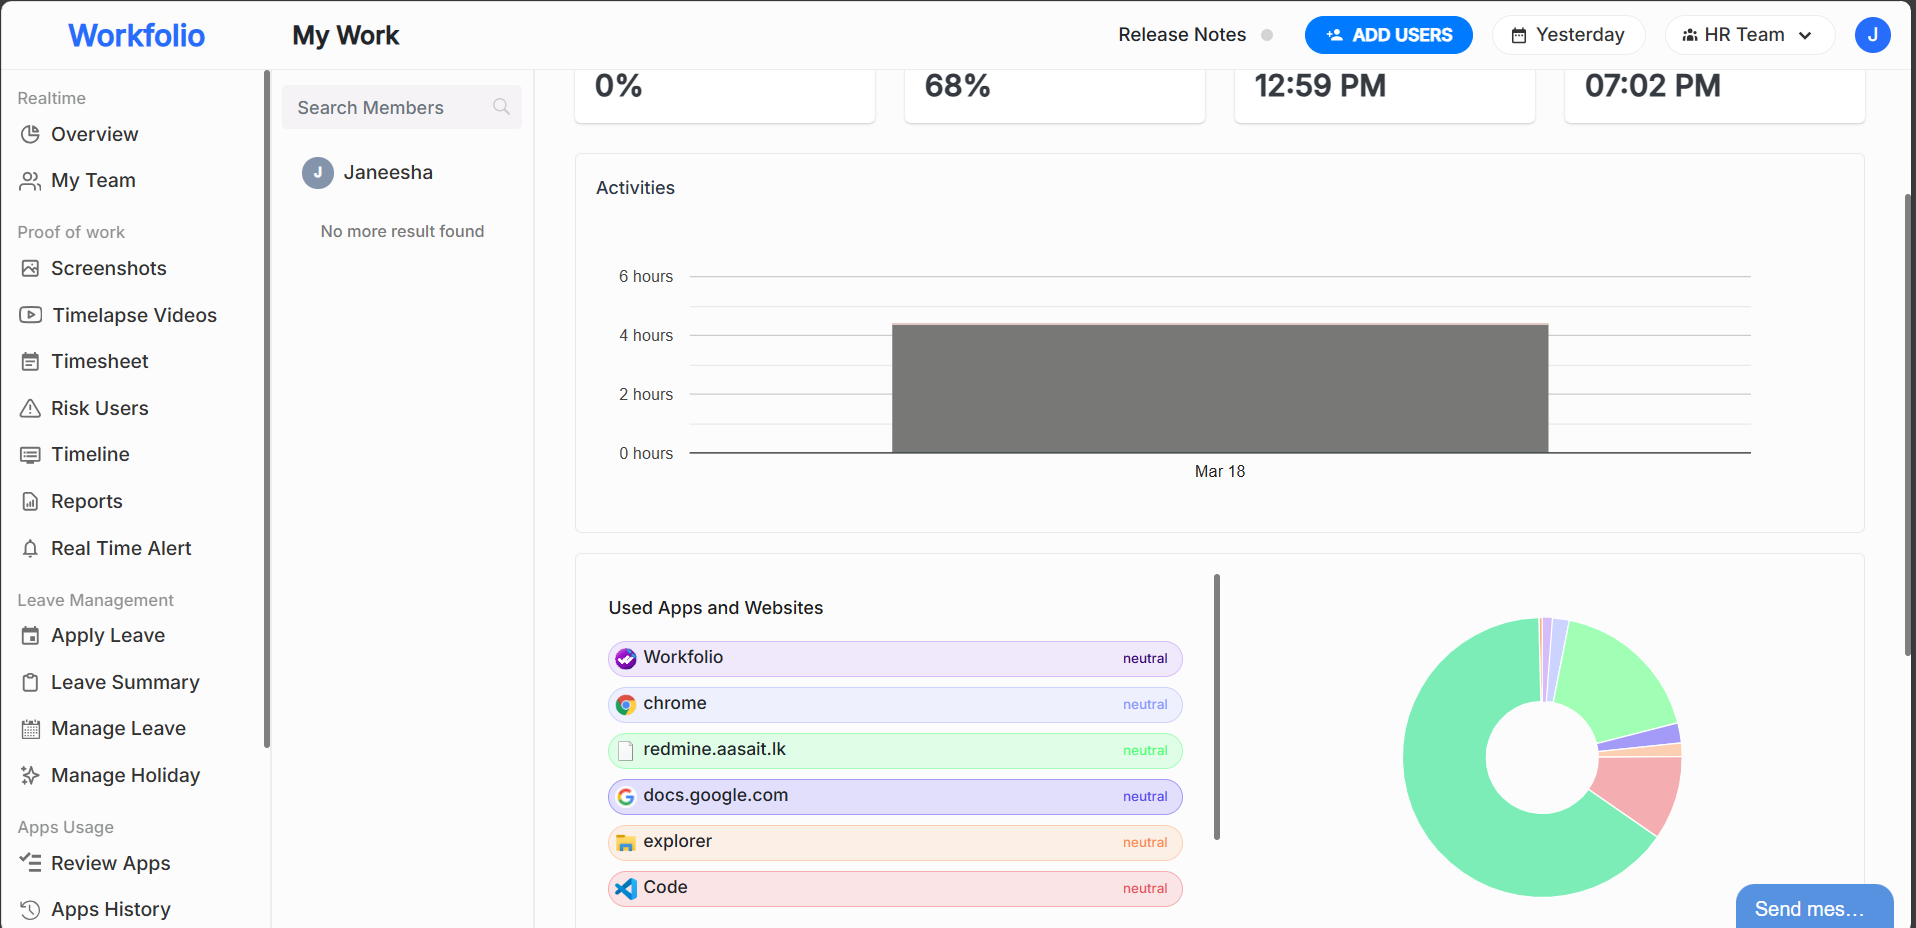 Workfolio
My Work
Release Notes
ADD USERS
Yesterday
HR Team
J
Realtime
Overview
My Team
Proof of work
Screenshots
Timelapse Videos
Timesheet
Risk Users
Timeline
Reports
Real Time Alert
Leave Management
Apply Leave
Leave Summary
Manage Leave
Manage Holiday
Apps Usage
Review Apps
Apps History
Search Members
J Janeesha
No more result found
0%
68%
12:59 PM
07:02 PM
Activities
6 hours
4 hours
2 hours
0 hours
Mar 18
Used Apps and Websites
Workfolio neutral
chrome neutral
redmine.aasait.lk neutral
docs.google.com neutral
explorer neutral
Code neutral
Send mes...